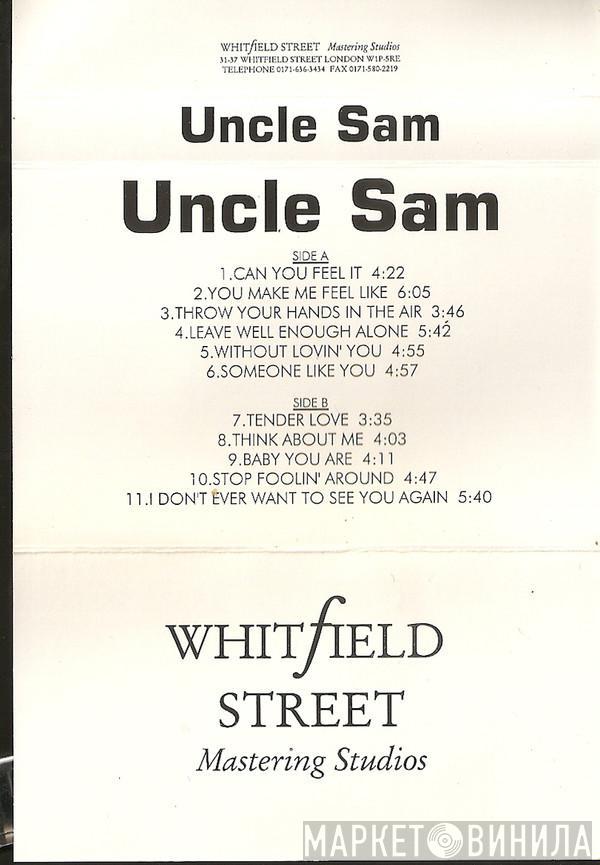 WHITFIELD STREET Mastering Studios
31-37 WHITFIELD STREET LONDON W1P-5RE
TELEPHONE 0171-636-3434 FAX 0171-580-2219
Uncle Sam
Uncle Sam
SIDE A
1.CAN YOU FEEL IT 4:22
2.YOU MAKE ME FEEL LIKE 6:05
3.THROW YOUR HANDS IN THE AIR 3:46
4.LEAVE WELL ENOUGH ALONE 5:42
5.WITHOUT LOVIN' YOU 4:55
6.SOMEONE LIKE YOU 4:57
SIDE B
7.TENDER LOVE 3:35
8.THINK ABOUT ME 4:03
9.BABY YOU ARE 4:11
10.STOP FOOLIN' AROUND 4:47
11.I DON'T EVER WANT TO SEE YOU AGAIN 5:40
WHITFIELD
STREET
Mastering Studios
МАРКЕТ ВИНИЛА